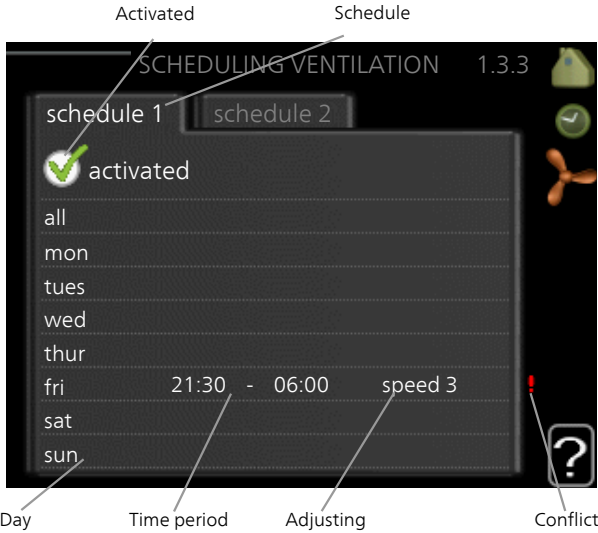 Activated Schedule
SCHEDULING VENTILATION 1.3.3
schedule 1 schedule 2
activated
all
mon
tues
wed
thur
fri 21:30 - 06:00 speed 3 !
sat
sun
?
Day Time period Adjusting Conflict